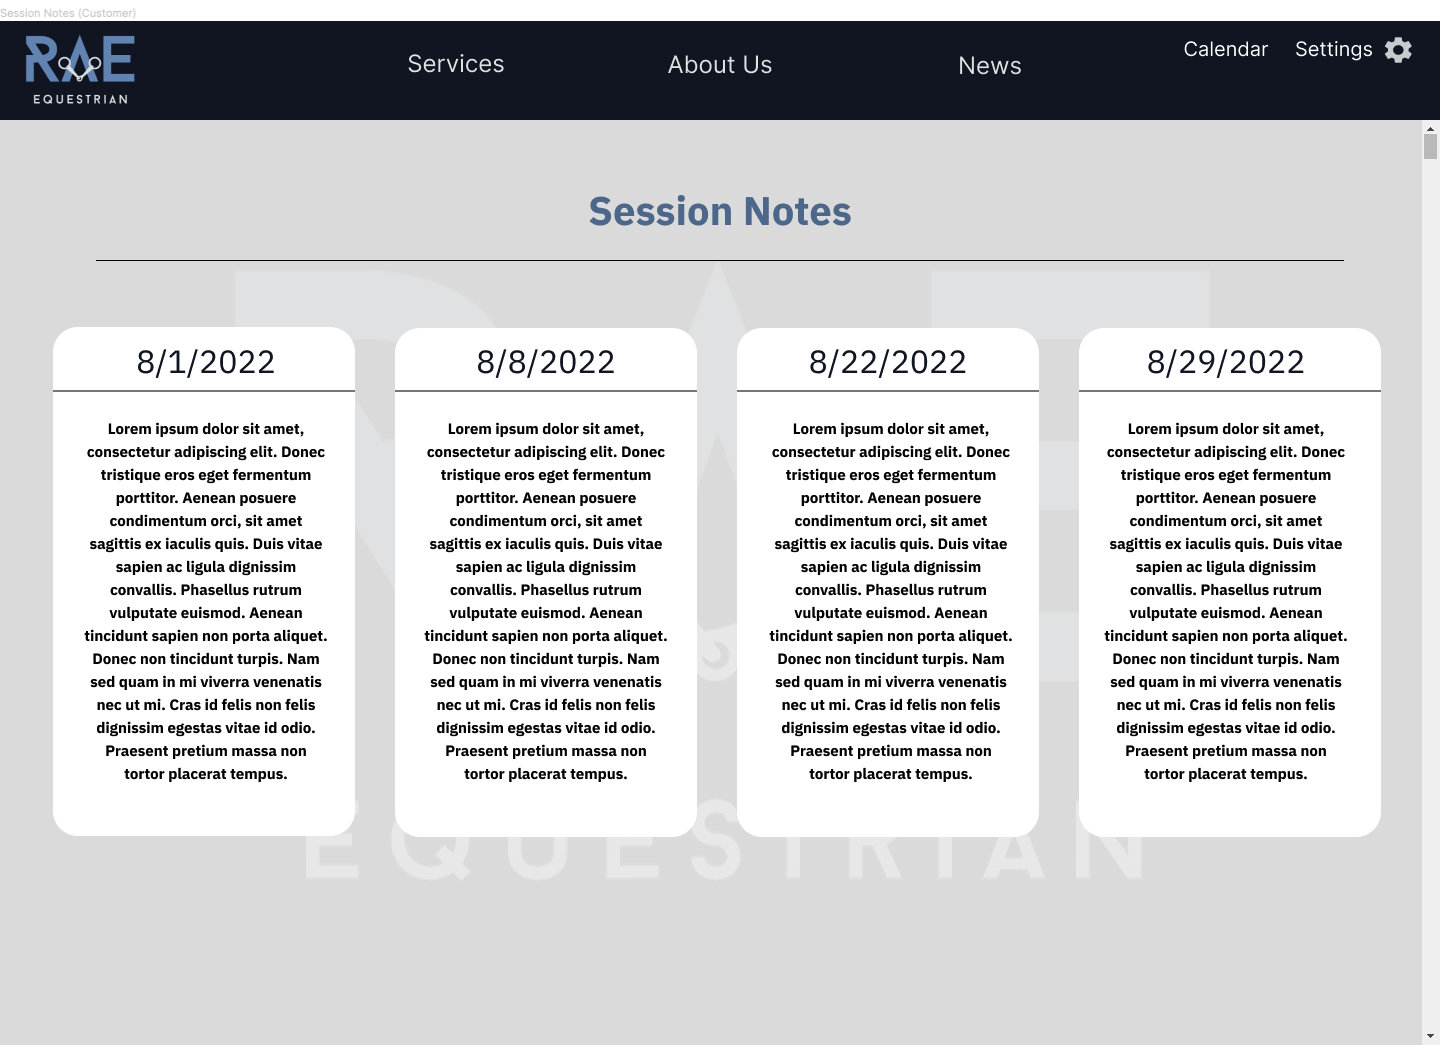 Session Notes (Customer)
RAE
EQUESTRIAN
Services
About Us
News
Calendar
Settings
Session Notes
8/1/2022
Lorem ipsum dolor sit amet,
consectetur adipiscing elit. Donec
tristique eros eget fermentum
porttitor. Aenean posuere
condimentum orci, sit amet
sagittis ex iaculis quis. Duis vitae
sapien ac ligula dignissim
convallis. Phasellus rutrum
vulputate euismod. Aenean
tincidunt sapien non porta aliquet.
Donec non tincidunt turpis. Nam
sed quam in mi viverra venenatis
nec ut mi. Cras id felis non felis
dignissim egestas vitae id odio.
Praesent pretium massa non
tortor placerat tempus.
8/8/2022
Lorem ipsum dolor sit amet,
consectetur adipiscing elit. Donec
tristique eros eget fermentum
porttitor. Aenean posuere
condimentum orci, sit amet
sagittis ex iaculis quis. Duis vitae
sapien ac ligula dignissim
convallis. Phasellus rutrum
vulputate euismod. Aenean
tincidunt sapien non porta aliquet.
Donec non tincidunt turpis. Nam
sed quam in mi viverra venenatis
nec ut mi. Cras id felis non felis
dignissim egestas vitae id odio.
Praesent pretium massa non
tortor placerat tempus.
8/22/2022
Lorem ipsum dolor sit amet,
consectetur adipiscing elit. Donec
tristique eros eget fermentum
porttitor. Aenean posuere
condimentum orci, sit amet
sagittis ex iaculis quis. Duis vitae
sapien ac ligula dignissim
convallis. Phasellus rutrum
vulputate euismod. Aenean
tincidunt sapien non porta aliquet.
Donec non tincidunt turpis. Nam
sed quam in mi viverra venenatis
nec ut mi. Cras id felis non felis
dignissim egestas vitae id odio.
Praesent pretium massa non
tortor placerat tempus.
8/29/2022
Lorem ipsum dolor sit amet,
consectetur adipiscing elit. Donec
tristique eros eget fermentum
porttitor. Aenean posuere
condimentum orci, sit amet
sagittis ex iaculis quis. Duis vitae
sapien ac ligula dignissim
convallis. Phasellus rutrum
vulputate euismod. Aenean
tincidunt sapien non porta aliquet.
Donec non tincidunt turpis. Nam
sed quam in mi viverra venenatis
nec ut mi. Cras id felis non felis
dignissim egestas vitae id odio.
Praesent pretium massa non
tortor placerat tempus.
RAE
EQUESTRIAN